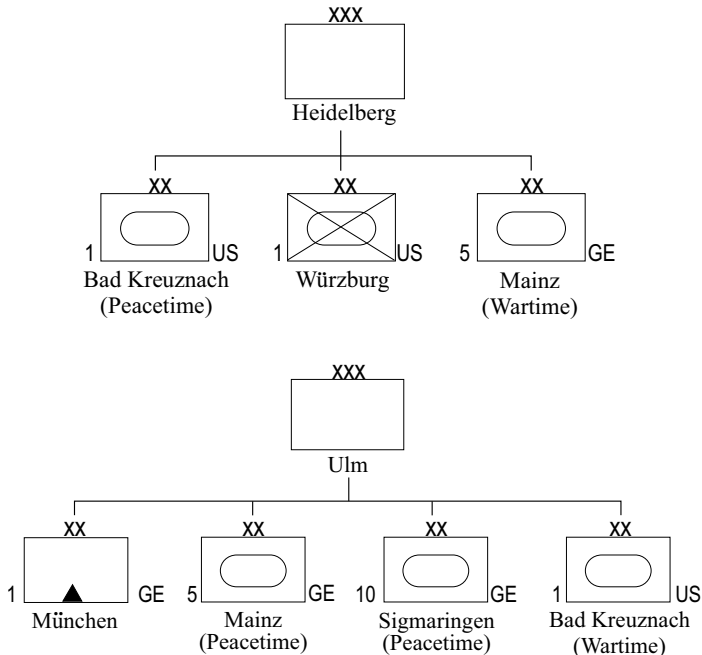 XXX
Heidelberg
XX XX XX
1 US 1 US 5 GE
Bad Kreuznach Würzburg Mainz
(Peacetime) (Wartime)
XXX
Ulm
XX XX XX XX
1 GE 5 GE 10 GE 1 US
München Mainz Sigmaringen Bad Kreuznach
(Peacetime) (Peacetime) (Wartime)